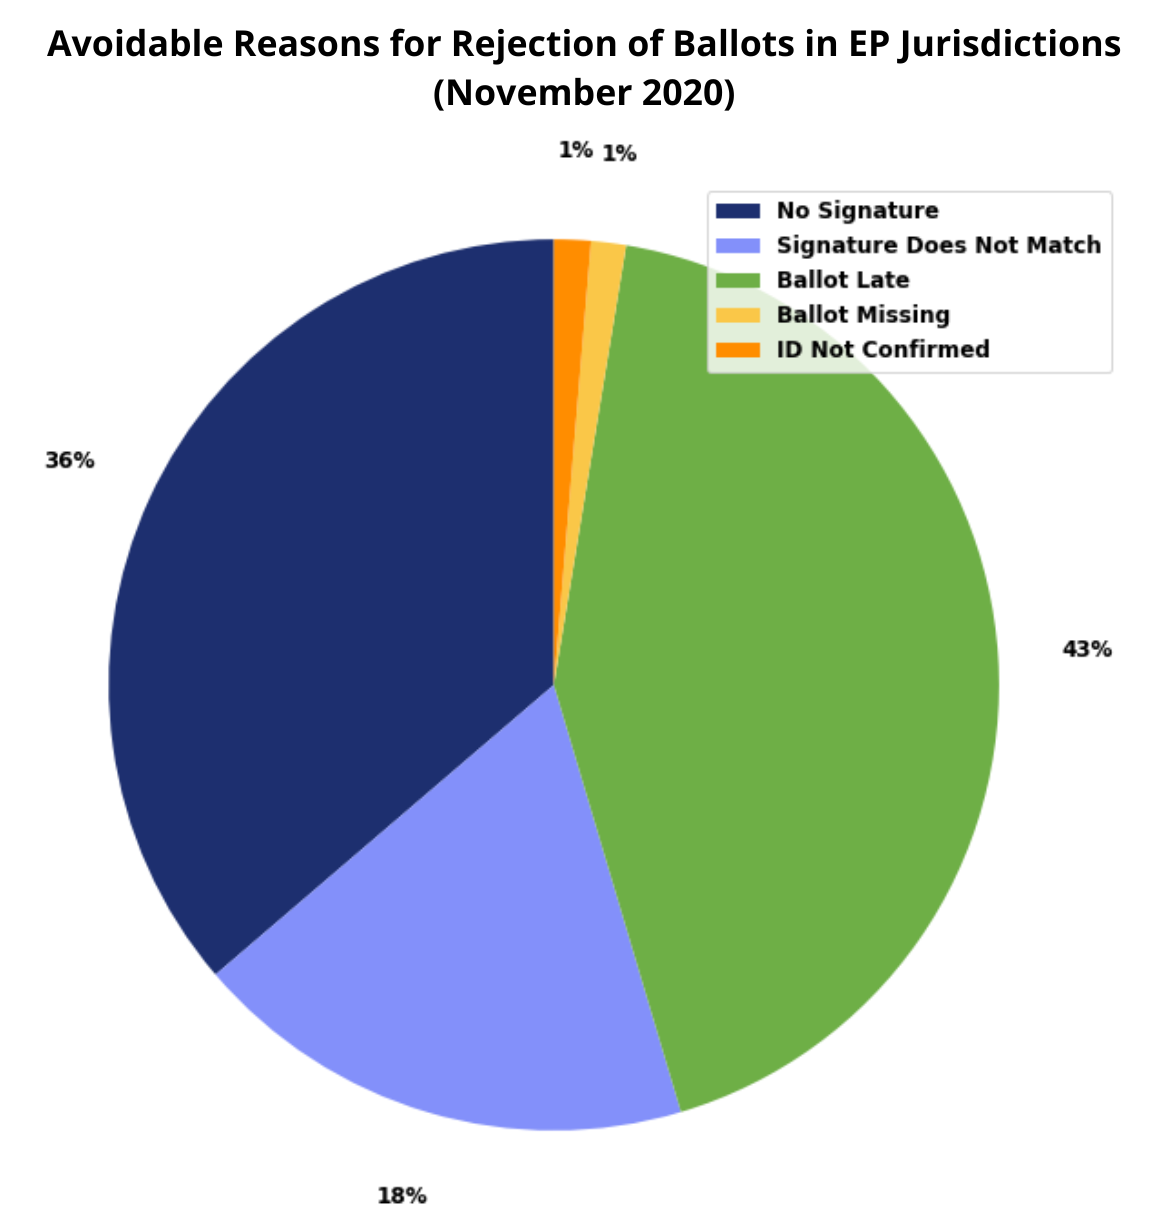 Avoidable Reasons for Rejection of Ballots in EP Jurisdictions
(November 2020)
1% 1%
No Signature
Signature Does Not Match
Ballot Late
Ballot Missing
ID Not Confirmed
36%
43%
18%